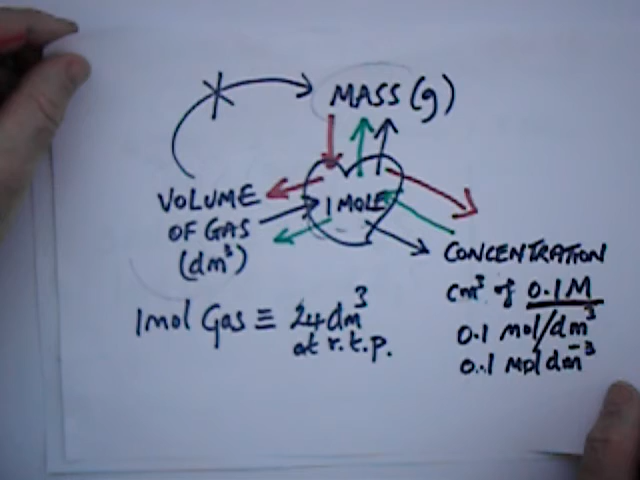 MASS (g)
1 MOLE
VOLUME
OF GAS
(dm³)
CONCENTRATION
cm³ of 0.1M
0.1 mol/dm³
0.1 mol dm⁻³
1mol Gas ≡ 24dm³
at r.t.p.